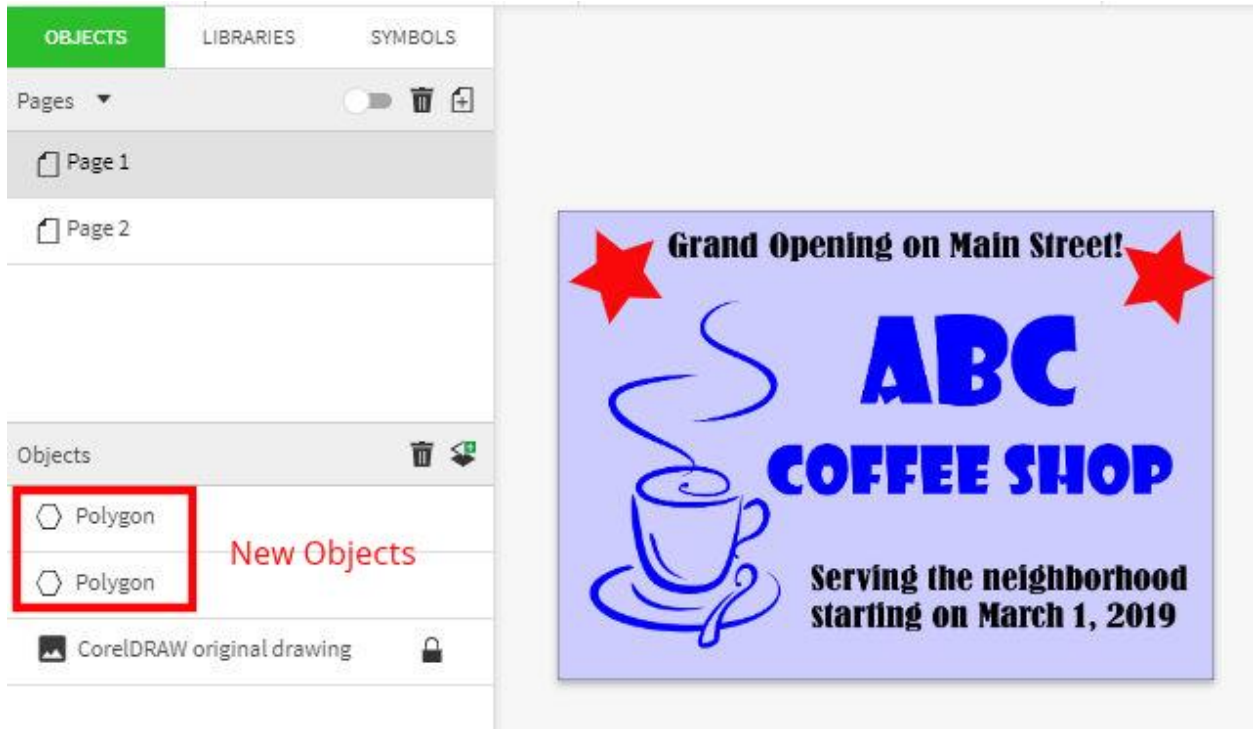 OBJECTS LIBRARIES SYMBOLS
Pages
Page 1
Page 2
Objects
Polygon
Polygon
New Objects
CorelDRAW original drawing
Grand Opening on Main Street!
ABC
COFFEE SHOP
Serving the neighborhood
starting on March 1, 2019